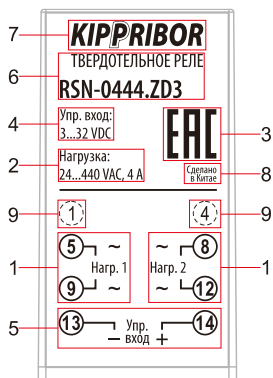 7 KIPPRIBOR
6 ТВЕРДОТЕЛЬНОЕ РЕЛЕ
RSN-0444.ZD3
4 Упр. вход:
3...32 VDC
EAC 3
2 Нагрузка:
24...440 VAC, 4 A
Сделано
в Китае 8
9 1 4 9
5 ~ ~ 8
1 Нагр. 1 Нагр. 2 1
9 ~ ~ 12
5 13 Упр. 14
— вход +